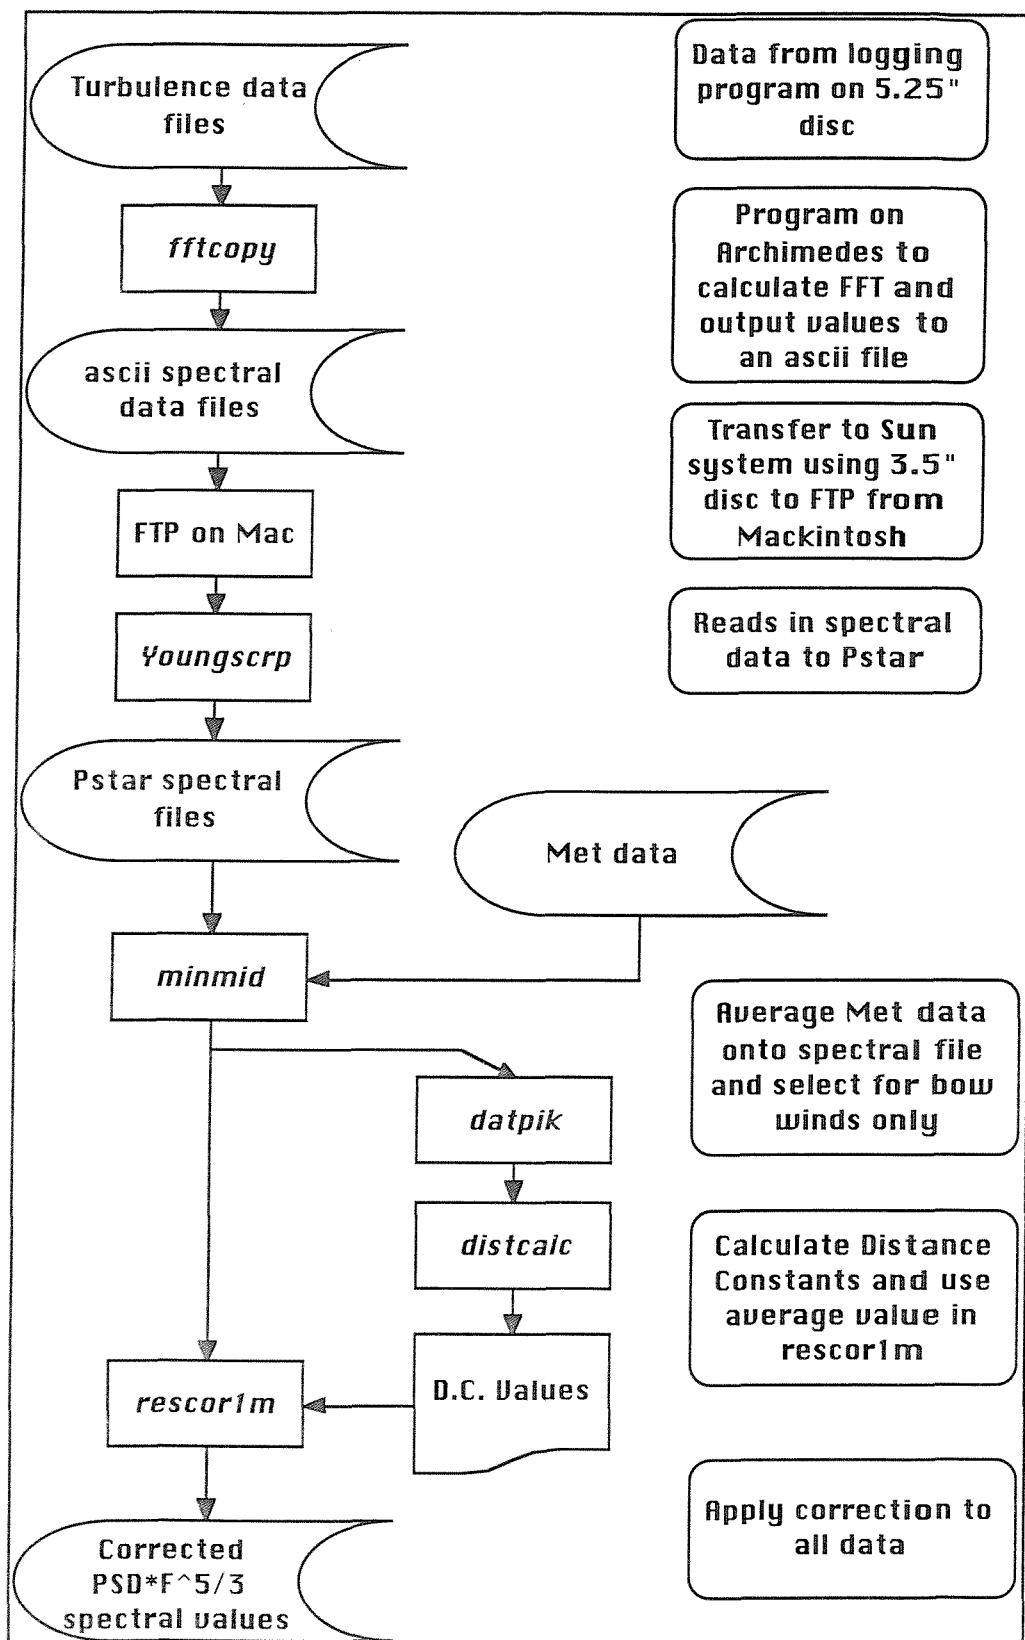 Turbulence data
files
Data from logging
program on 5.25"
disc
fftcopy
Program on
Archimedes to
calculate FFT and
output values to
an ascii file
ascii spectral
data files
Transfer to Sun
system using 3.5"
disc to FTP from
Mackintosh
FTP on Mac
Youngscrp
Reads in spectral
data to Pstar
Pstar spectral
files
Met data
minmid
Average Met data
onto spectral file
and select for bow
winds only
datpik
distcalc
Calculate Distance
Constants and use
average value in
rescor1m
D.C. Values
rescor1m
Apply correction to
all data
Corrected
PSD*F^5/3
spectral values